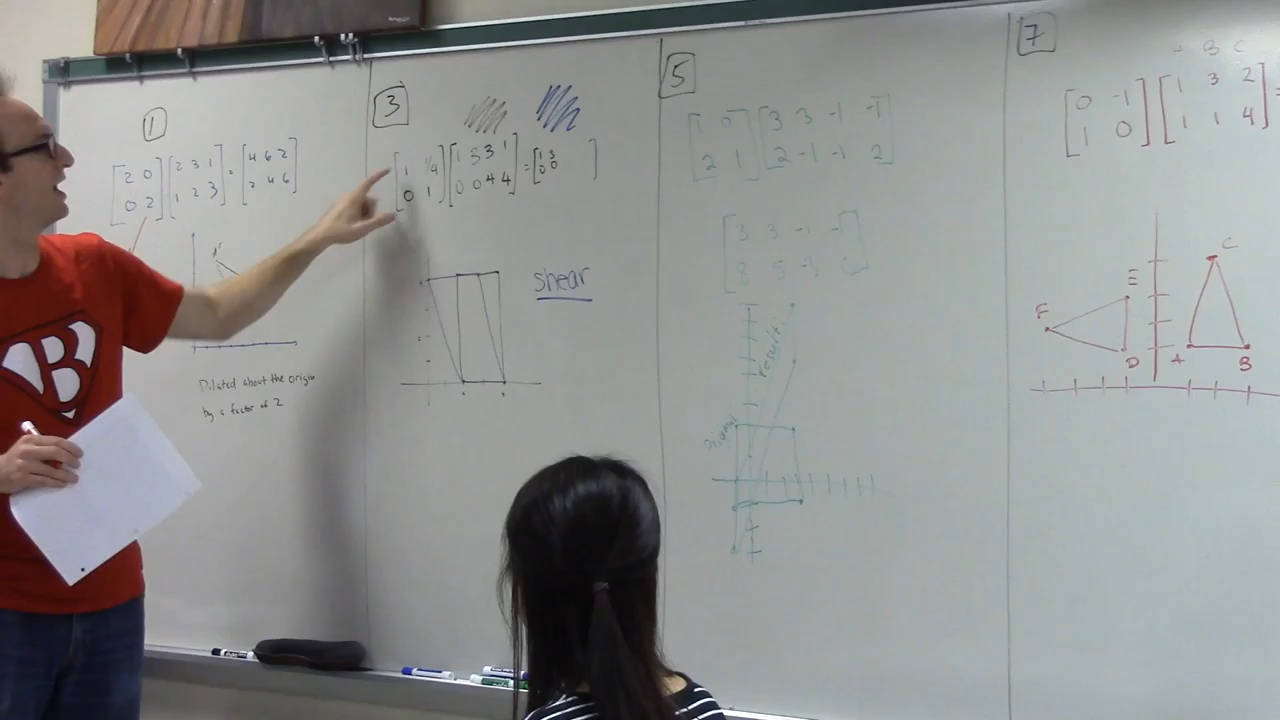 B
1
2 0 2 3 1 = 4 6 2
0 2 1 2 3 2 4 6
A'
Dilated about the origin
by a factor of 2
3
1 1/4 1 3 3 1 = 1 3
0 1 0 0 4 4 0 0
shear
5
1 0 3 3 -1 -1
2 1 2 -1 -1 2
3 3 -1 -1
8 5
result
7
A B C
0 -1 1 3 2 =
1 0 1 1 4
C
E
F
D
A
B